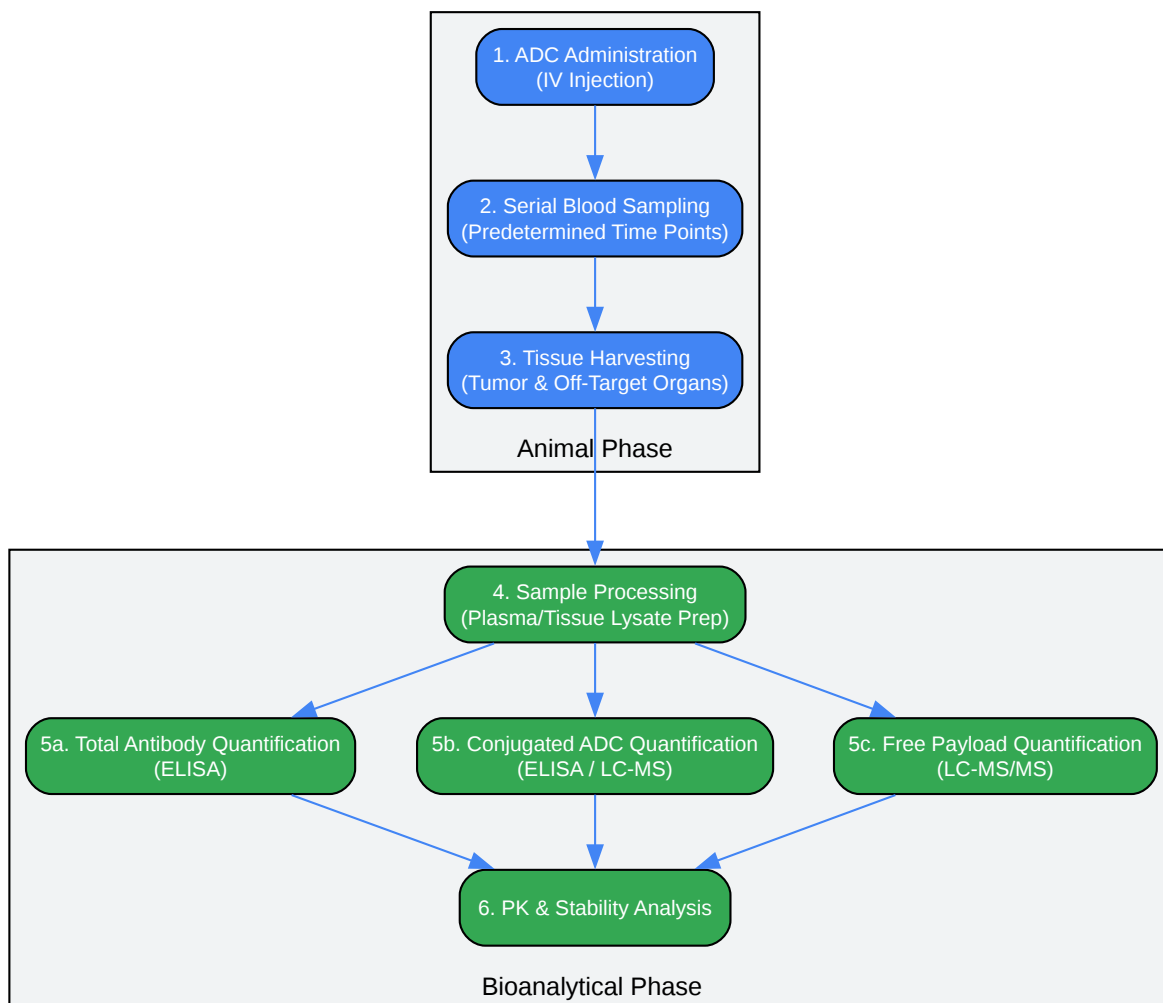 1. ADC Administration
(IV Injection)
2. Serial Blood Sampling
(Predetermined Time Points)
3. Tissue Harvesting
(Tumor & Off-Target Organs)
Animal Phase
4. Sample Processing
(Plasma/Tissue Lysate Prep)
5a. Total Antibody Quantification
(ELISA)
5b. Conjugated ADC Quantification
(ELISA / LC-MS)
5c. Free Payload Quantification
(LC-MS/MS)
6. PK & Stability Analysis
Bioanalytical Phase